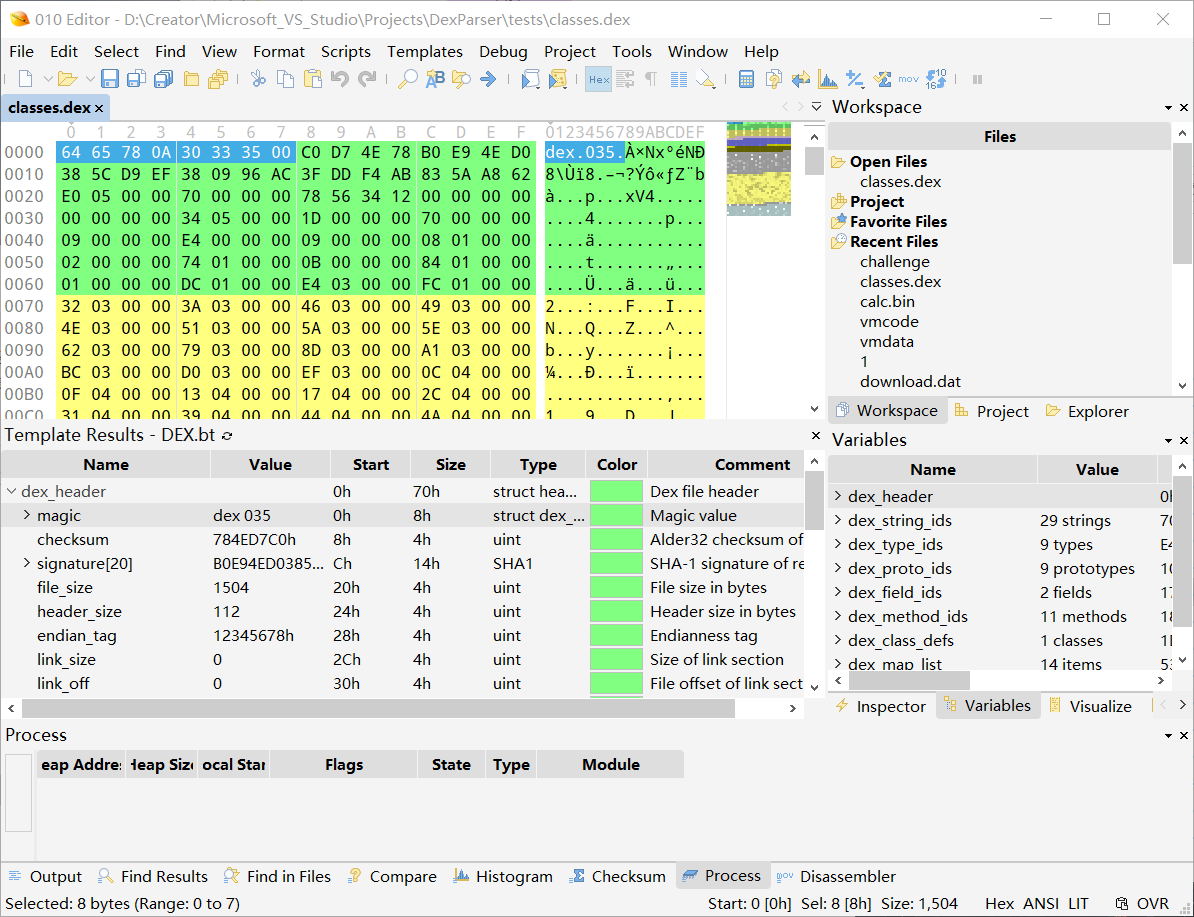 010 Editor - D:\Creator\Microsoft_VS_Studio\Projects\DexParser\tests\classes.dex
File Edit Select Find View Format Scripts Templates Debug Project Tools Window Help
Hex
classes.dex
0 1 2 3 4 5 6 7 8 9 A B C D E F 0123456789ABCDEF
0000 64 65 78 0A 30 33 35 00 C0 D7 4E 78 B0 E9 4E D0 dex.035.À×Nx°éNÐ
0010 38 5C D9 EF 38 09 96 AC 3F DD F4 AB 83 5A A8 62 8\Ùï8.–¬?Ýô«ƒZ¨b
0020 E0 05 00 00 70 00 00 00 78 56 34 12 00 00 00 00 à...p...xV4.....
0030 00 00 00 00 34 05 00 00 1D 00 00 00 70 00 00 00 ....4.......p...
0040 09 00 00 00 E4 00 00 00 09 00 00 00 08 01 00 00 ....ä...........
0050 02 00 00 00 74 01 00 00 0B 00 00 00 84 01 00 00 ....t.......„...
0060 01 00 00 00 DC 01 00 00 E4 03 00 00 FC 01 00 00 ....Ü...ä...ü...
0070 32 03 00 00 3A 03 00 00 46 03 00 00 49 03 00 00 2...:...F...I...
0080 4E 03 00 00 51 03 00 00 5A 03 00 00 5E 03 00 00 N...Q...Z...^...
0090 62 03 00 00 79 03 00 00 8D 03 00 00 A1 03 00 00 b...y.......¡...
00A0 BC 03 00 00 D0 03 00 00 EF 03 00 00 0C 04 00 00 ¼...Ð...ï.......
00B0 0F 04 00 00 13 04 00 00 17 04 00 00 2C 04 00 00 ............,...
00C0 31 04 00 00 39 04 00 00 44 04 00 00 4A 04 00 00 1...9...D...J...
Workspace
Files
Open Files
classes.dex
Project
Favorite Files
Recent Files
challenge
classes.dex
calc.bin
vmcode
vmdata
1
download.dat
Workspace Project Explorer
Template Results - DEX.bt
Name Value Start Size Type Color Comment
dex_header 0h 70h struct hea... Dex file header
magic dex 035 0h 8h struct dex_... Magic value
checksum 784ED7C0h 8h 4h uint Alder32 checksum of
signature[20] B0E94ED0385... Ch 14h SHA1 SHA-1 signature of re
file_size 1504 20h 4h uint File size in bytes
header_size 112 24h 4h uint Header size in bytes
endian_tag 12345678h 28h 4h uint Endianness tag
link_size 0 2Ch 4h uint Size of link section
link_off 0 30h 4h uint File offset of link sect
Variables
Name Value
dex_header
dex_string_ids 29 strings
dex_type_ids 9 types
dex_proto_ids 9 prototypes
dex_field_ids 2 fields
dex_method_ids 11 methods
dex_class_defs 1 classes
dex_map_list 14 items
Inspector Variables Visualize
Process
eap Addre Heap Size ocal Star Flags State Type Module
Output Find Results Find in Files Compare Histogram Checksum Process Disassembler
Selected: 8 bytes (Range: 0 to 7) Start: 0 [0h] Sel: 8 [8h] Size: 1,504 Hex ANSI LIT OVR